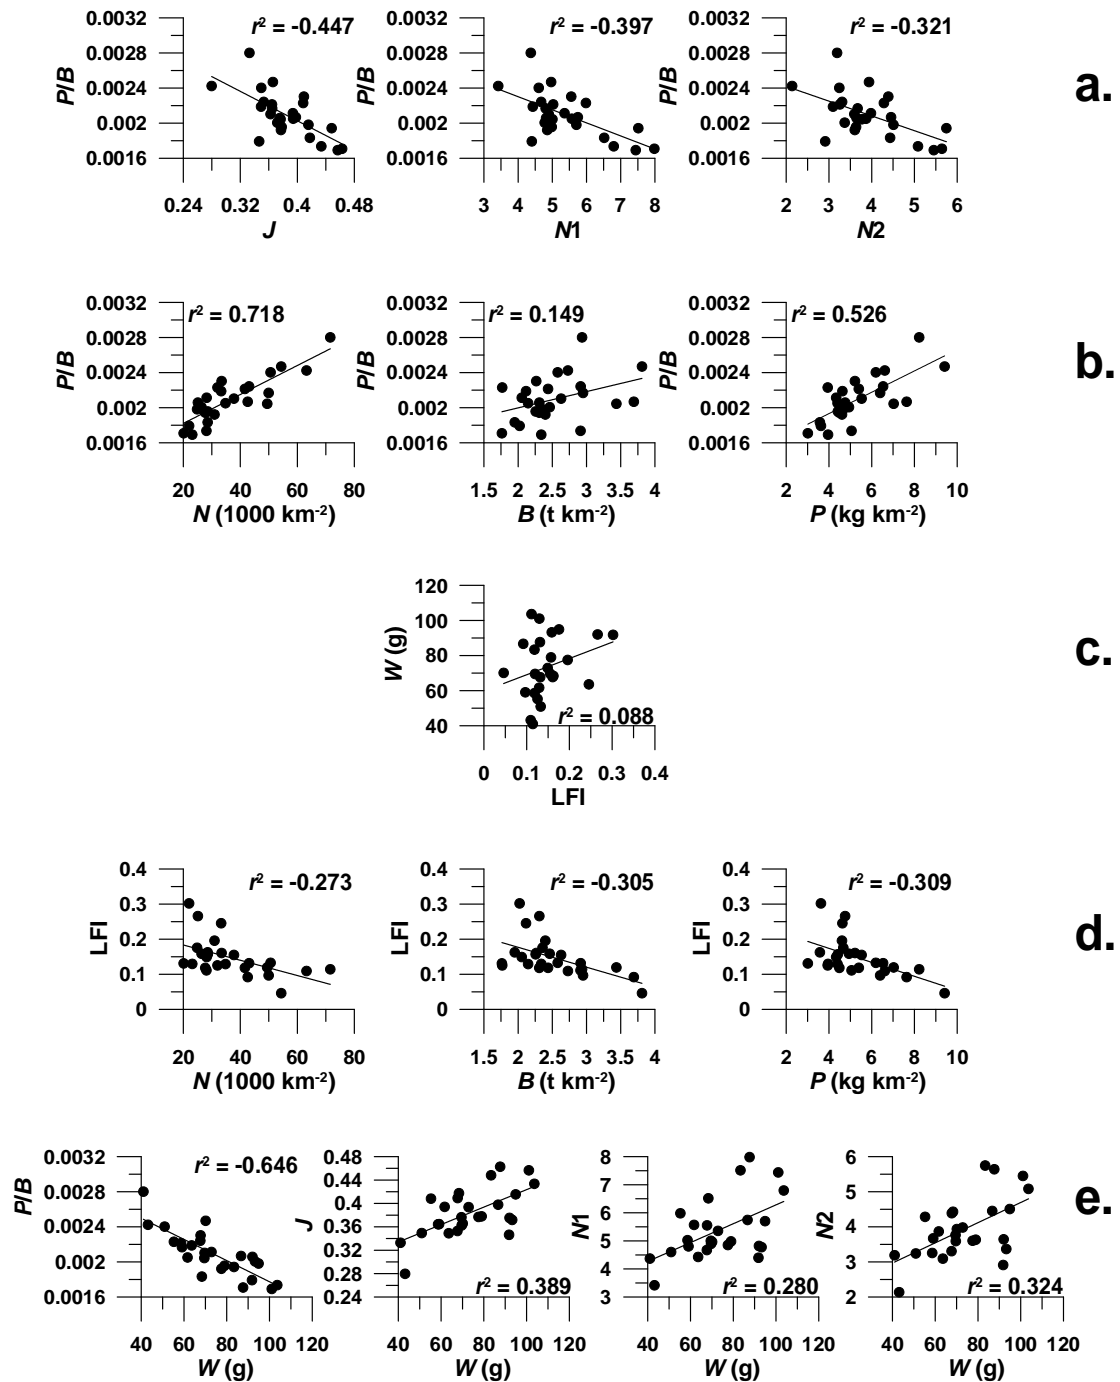 a.
r² = -0.447
P/B
0.0032
0.0028
0.0024
0.002
0.0016
0.24 0.32 0.4 0.48
J
r² = -0.397
P/B
0.0032
0.0028
0.0024
0.002
0.0016
3 4 5 6 7 8
N1
r² = -0.321
P/B
0.0032
0.0028
0.0024
0.002
0.0016
2 3 4 5 6
N2
b.
r² = 0.718
P/B
0.0032
0.0028
0.0024
0.002
0.0016
20 40 60 80
N (1000 km⁻²)
r² = 0.149
P/B
0.0032
0.0028
0.0024
0.002
0.0016
1.5 2 2.5 3 3.5 4
B (t km⁻²)
r² = 0.526
P/B
0.0032
0.0028
0.0024
0.002
0.0016
2 4 6 8 10
P (kg km⁻²)
c.
W (g)
120
100
80
60
40
r² = 0.088
0 0.1 0.2 0.3 0.4
LFI
d.
r² = -0.273
LFI
0.4
0.3
0.2
0.1
0
20 40 60 80
N (1000 km⁻²)
r² = -0.305
LFI
0.4
0.3
0.2
0.1
0
1.5 2 2.5 3 3.5 4
B (t km⁻²)
r² = -0.309
LFI
0.4
0.3
0.2
0.1
0
2 4 6 8 10
P (kg km⁻²)
e.
r² = -0.646
P/B
0.0032
0.0028
0.0024
0.002
0.0016
40 60 80 100 120
W (g)
J
0.48
0.44
0.4
0.36
0.32
0.28
0.24
r² = 0.389
40 60 80 100 120
W (g)
N1
8
7
6
5
4
3
r² = 0.280
40 60 80 100 120
W (g)
N2
6
5
4
3
2
r² = 0.324
40 60 80 100 120
W (g)